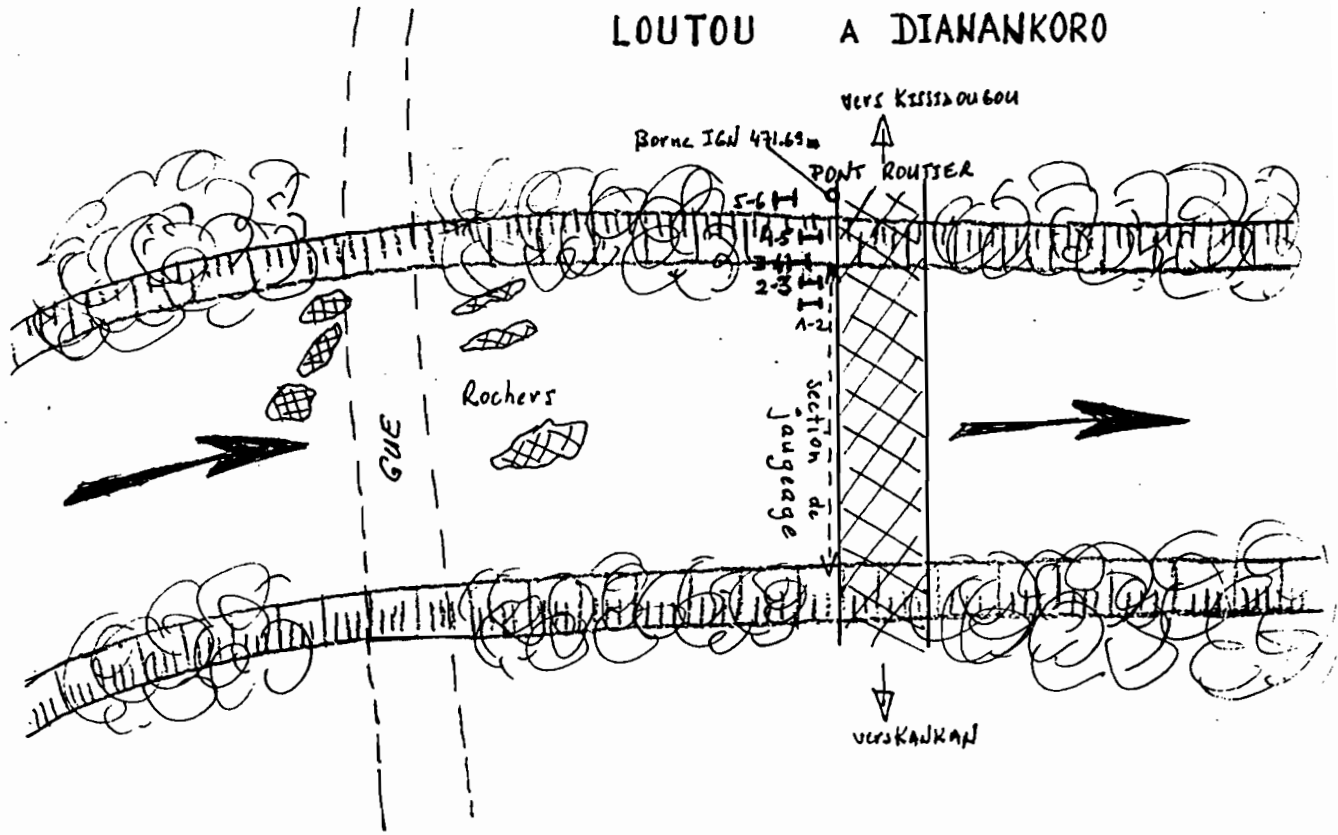 LOUTOU A DIANANKORO
vers KISSIDOUGOU
Borne IGN 471.69m
PONT ROUSSER
5-6
4-5
3-4
2-3
1-2
Rochers
GUE
section de
jaugeage
vers KANKAN